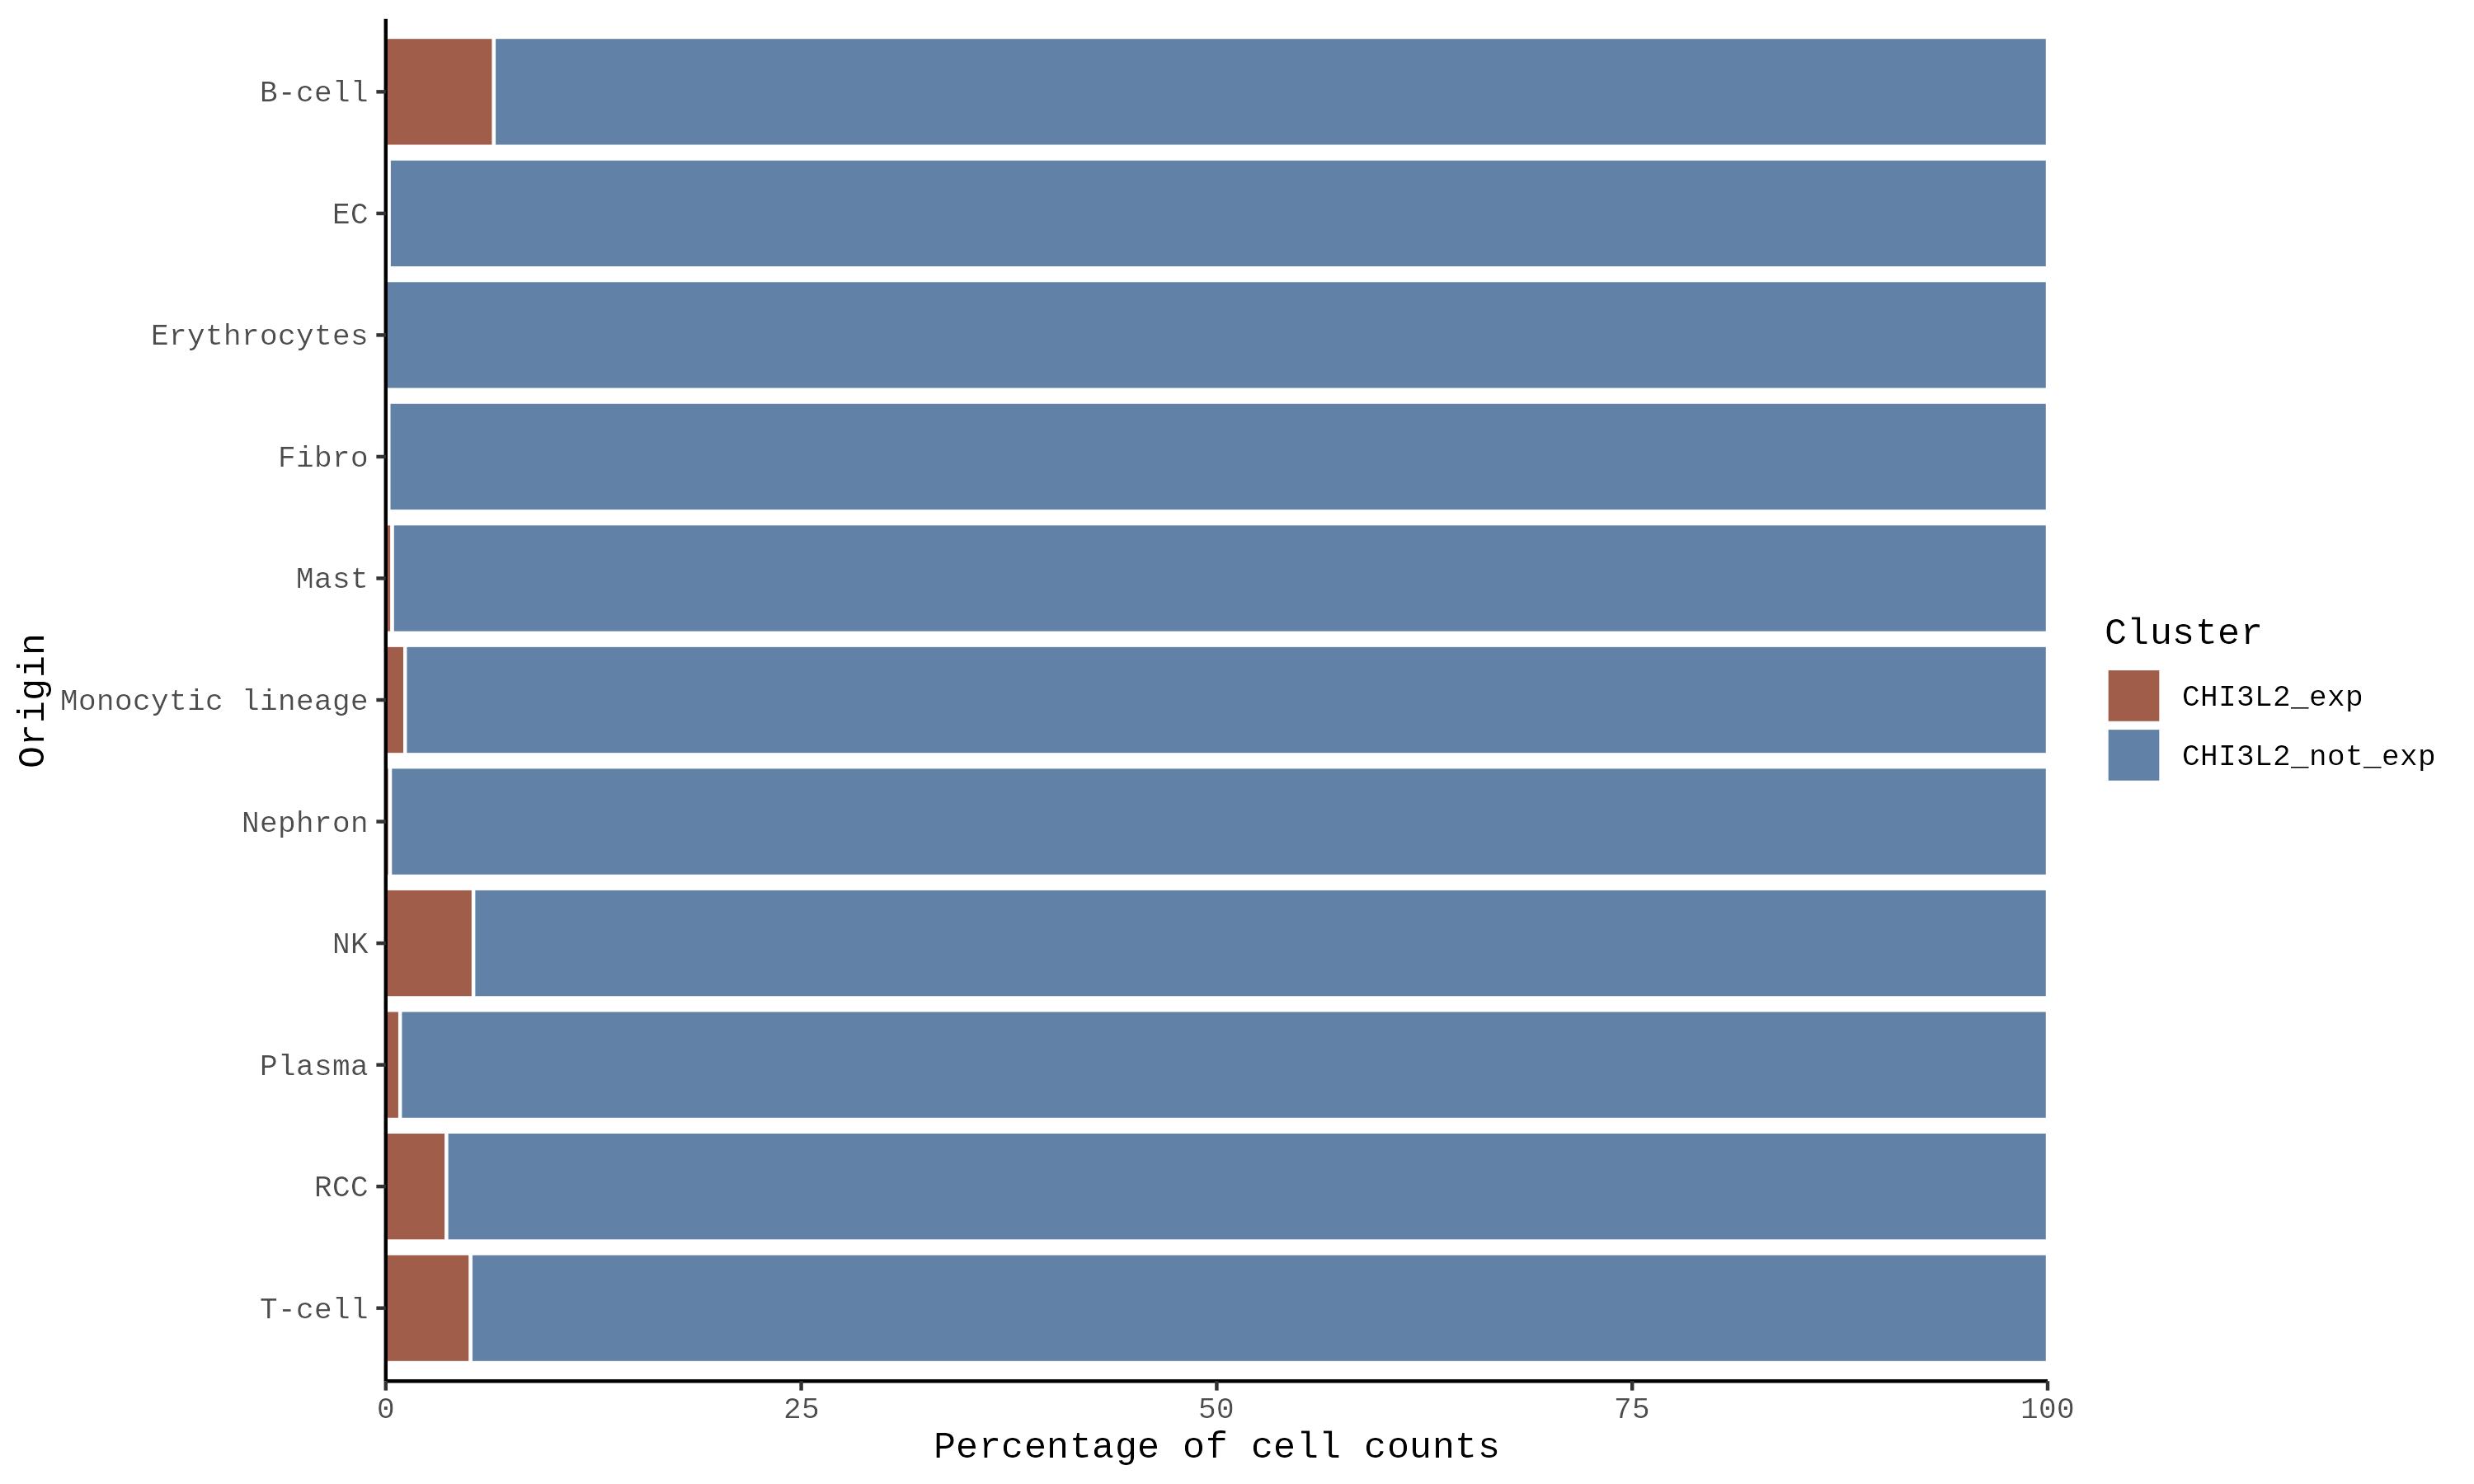 B-cell
EC
Erythrocytes
Fibro
Mast
Monocytic lineage
Nephron
NK
Plasma
RCC
T-cell
Origin
0 25 50 75 100
Percentage of cell counts
Cluster
CHI3L2_exp
CHI3L2_not_exp